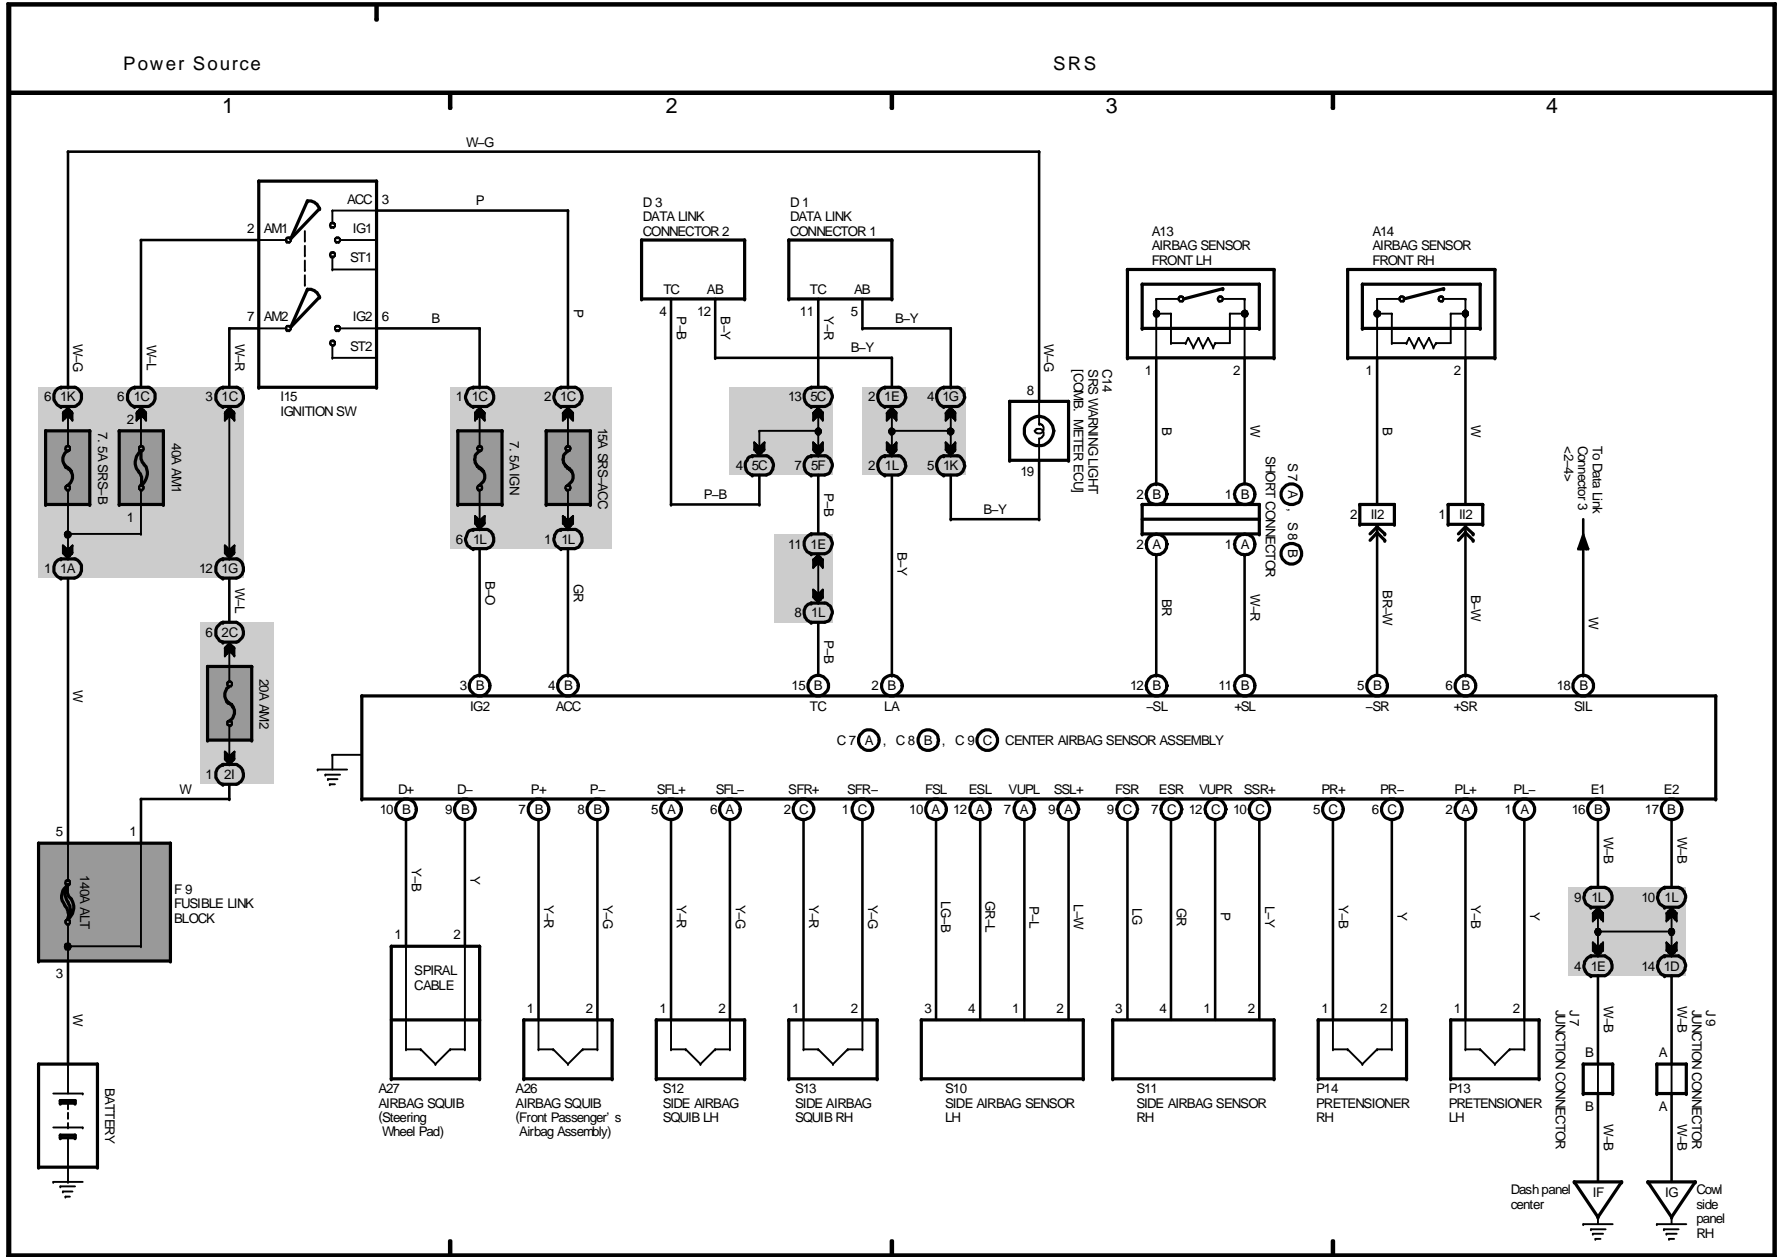 Power Source
SRS
1
2
3
4
W–G
ACC 3
P
2 AM1
IG1
ST1
7 AM2
IG2 6
B
ST2
I15
IGNITION SW
D 3
DATA LINK
CONNECTOR 2
TC
AB
4
12
D 1
DATA LINK
CONNECTOR 1
TC
AB
11
5
A13
AIRBAG SENSOR
FRONT LH
1
2
A14
AIRBAG SENSOR
FRONT RH
1
2
W–G
W–L
W–R
P
P–B
B–Y
Y–R
B–Y
B–Y
W–G
6 1K
6 1C
3 1C
2
1
7. 5A SRS–B
40A AM1
1 1A
12 1G
1 1C
2 1C
7. 5A IGN
15A SRS–ACC
6 1L
1 1L
13 5C
4 5C
7 5F
2 1E
4 1G
2 1L
5 1K
8
19
C14
SRS WARNING LIGHT
[COMB. METER ECU]
P–B
B–Y
P–B
11 1E
8 1L
P–B
B–Y
B
W
B
W
2 B
1 B
2 A
1 A
S 7 A , S 8 B
SHORT CONNECTOR
2 II2
1 II2
To Data Link
Connector 3
<2–4>
W–L
6 2C
20A AM2
1 2I
W
W
B–O
GR
BR
W–R
BR–W
B–W
W
3 B
4 B
15 B
2 B
12 B
11 B
5 B
6 B
18 B
IG2
ACC
TC
LA
–SL
+SL
–SR
+SR
SIL
C 7 A , C 8 B , C 9 C CENTER AIRBAG SENSOR ASSEMBLY
D+
D–
P+
P–
SFL+
SFL–
SFR+
SFR–
FSL
ESL
VUPL
SSL+
FSR
ESR
VUPR
SSR+
PR+
PR–
PL+
PL–
E1
E2
10 B
9 B
7 B
8 B
5 A
6 A
2 C
1 C
10 A
12 A
7 A
9 A
9 C
7 C
12 C
10 C
5 C
6 C
2 A
1 A
16 B
17 B
5
1
140A ALT
F 9
FUSIBLE LINK
BLOCK
3
W
BATTERY
Y–B
Y
Y–R
Y–G
Y–R
Y–G
Y–R
Y–G
LG–B
GR–L
P–L
L–W
LG
GR
P
L–Y
Y–B
Y
Y–B
Y
W–B
W–B
9 1L
10 1L
4 1E
14 1D
1
2
SPIRAL
CABLE
1
2
1
2
1
2
3
4
1
2
3
4
1
2
1
2
1
2
A27
AIRBAG SQUIB
(Steering
Wheel Pad)
A26
AIRBAG SQUIB
(Front Passenger' s
Airbag Assembly)
S12
SIDE AIRBAG
SQUIB LH
S13
SIDE AIRBAG
SQUIB RH
S10
SIDE AIRBAG SENSOR
LH
S11
SIDE AIRBAG SENSOR
RH
P14
PRETENSIONER
RH
P13
PRETENSIONER
LH
J 7
JUNCTION CONNECTOR
W–B
B
B
W–B
W–B
A
A
W–B
J 9
JUNCTION CONNECTOR
Dash panel
center
IF
IG
Cowl
side
panel
RH